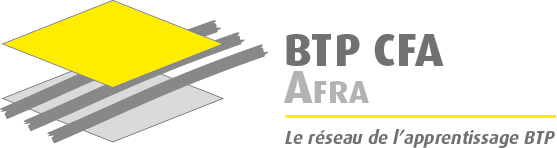 BTP CFA
AFRA
Le réseau de l'apprentissage BTP